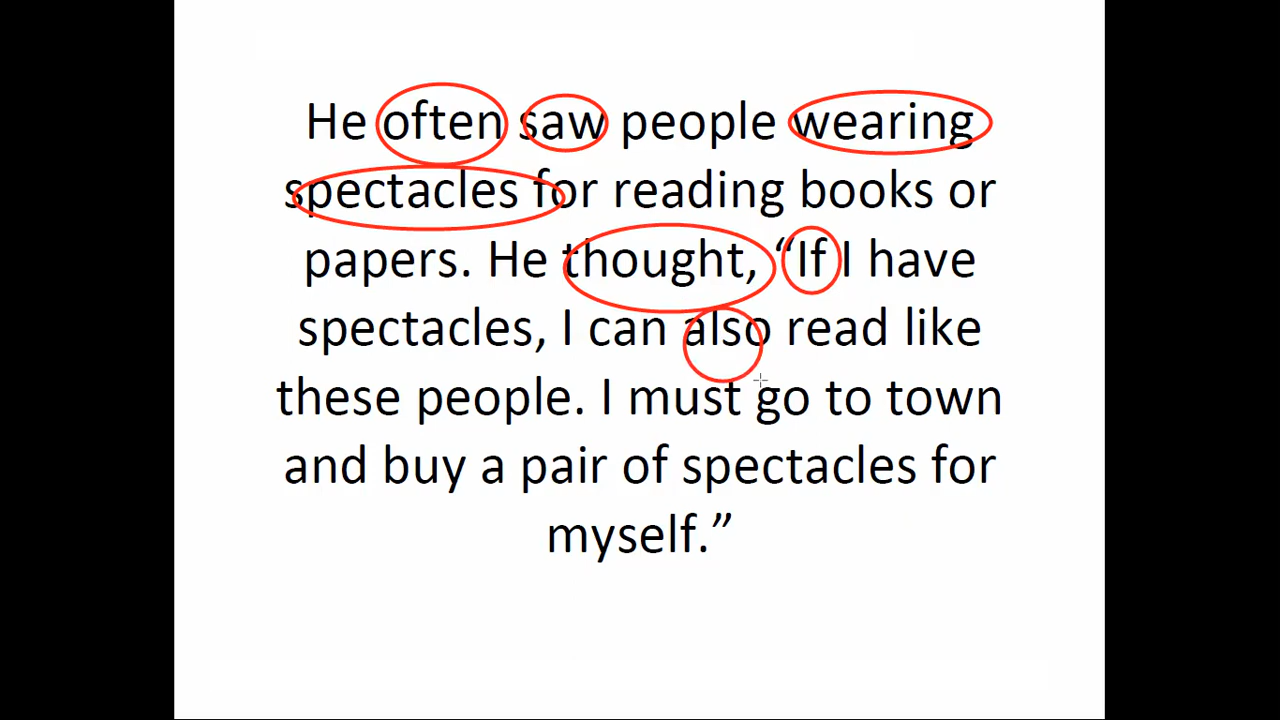 He often saw people wearing
spectacles for reading books or
papers. He thought, “If I have
spectacles, I can also read like
these people. I must go to town
and buy a pair of spectacles for
myself.”